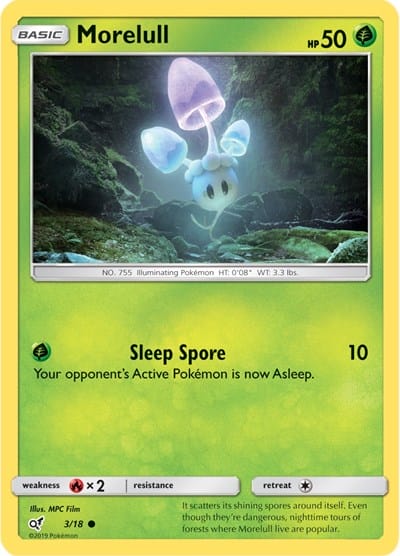 BASIC Morelull HP 50
NO. 755 Illuminating Pokémon HT: 0'08" WT: 3.3 lbs.
Sleep Spore 10
Your opponent's Active Pokémon is now Asleep.
weakness × 2 resistance retreat
Illus. MPC Film
3/18
©2019 Pokémon
It scatters its shining spores around itself. Even
though they're dangerous, nighttime tours of
forests where Morelull live are popular.